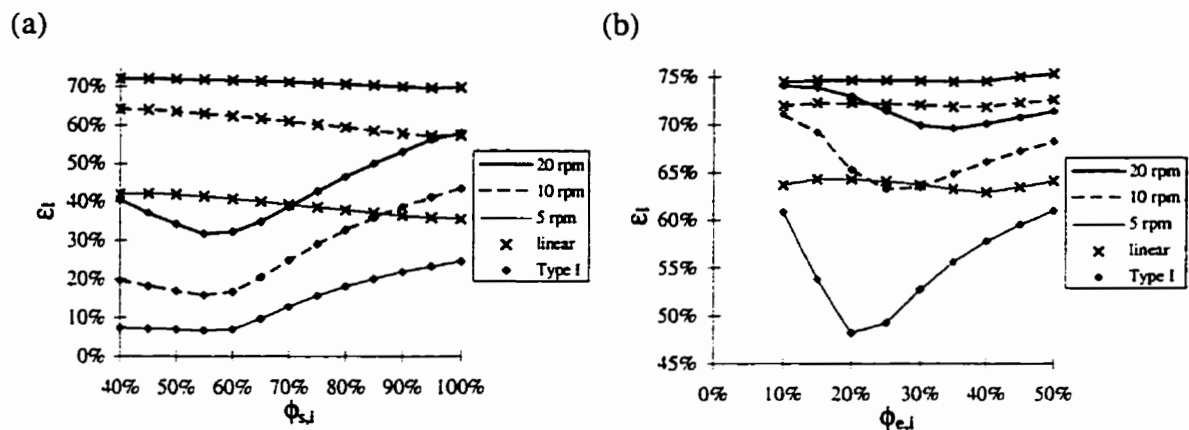 (a)
70%
60%
50%
40%
30%
20%
10%
0%
εl
40% 50% 60% 70% 80% 90% 100%
ϕs,i
20 rpm
10 rpm
5 rpm
linear
Type I
(b)
75%
70%
65%
60%
55%
50%
45%
εl
0% 10% 20% 30% 40% 50%
ϕe,i
20 rpm
10 rpm
5 rpm
linear
Type I